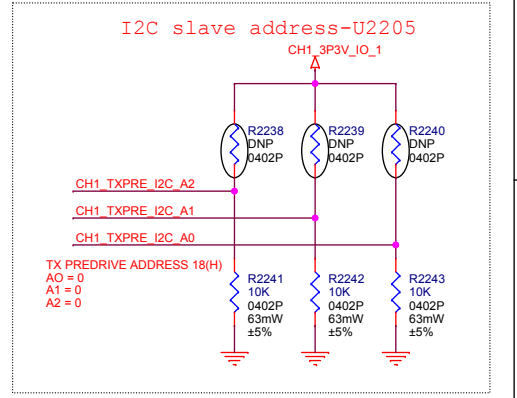 I2C slave address-U2205
CH1_3P3V_IO_1
R2238
DNP
0402P
R2239
DNP
0402P
R2240
DNP
0402P
CH1_TXPRE_I2C_A2
CH1_TXPRE_I2C_A1
CH1_TXPRE_I2C_A0
TX PREDRIVE ADDRESS 18(H)
AO = 0
A1 = 0
A2 = 0
R2241
10K
0402P
63mW
±5%
R2242
10K
0402P
63mW
±5%
R2243
10K
0402P
63mW
±5%